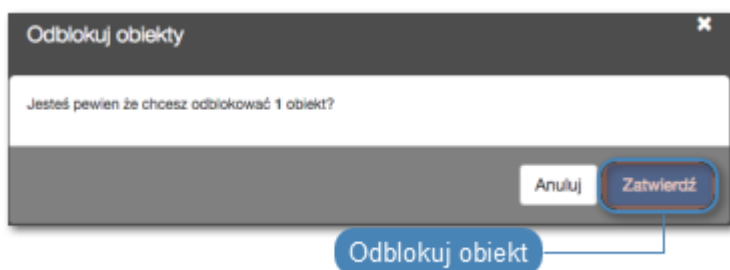 Odblokuj obiekty
Jesteś pewien że chcesz odblokować 1 obiekt?
Anuluj
Zatwierdź
Odblokuj obiekt